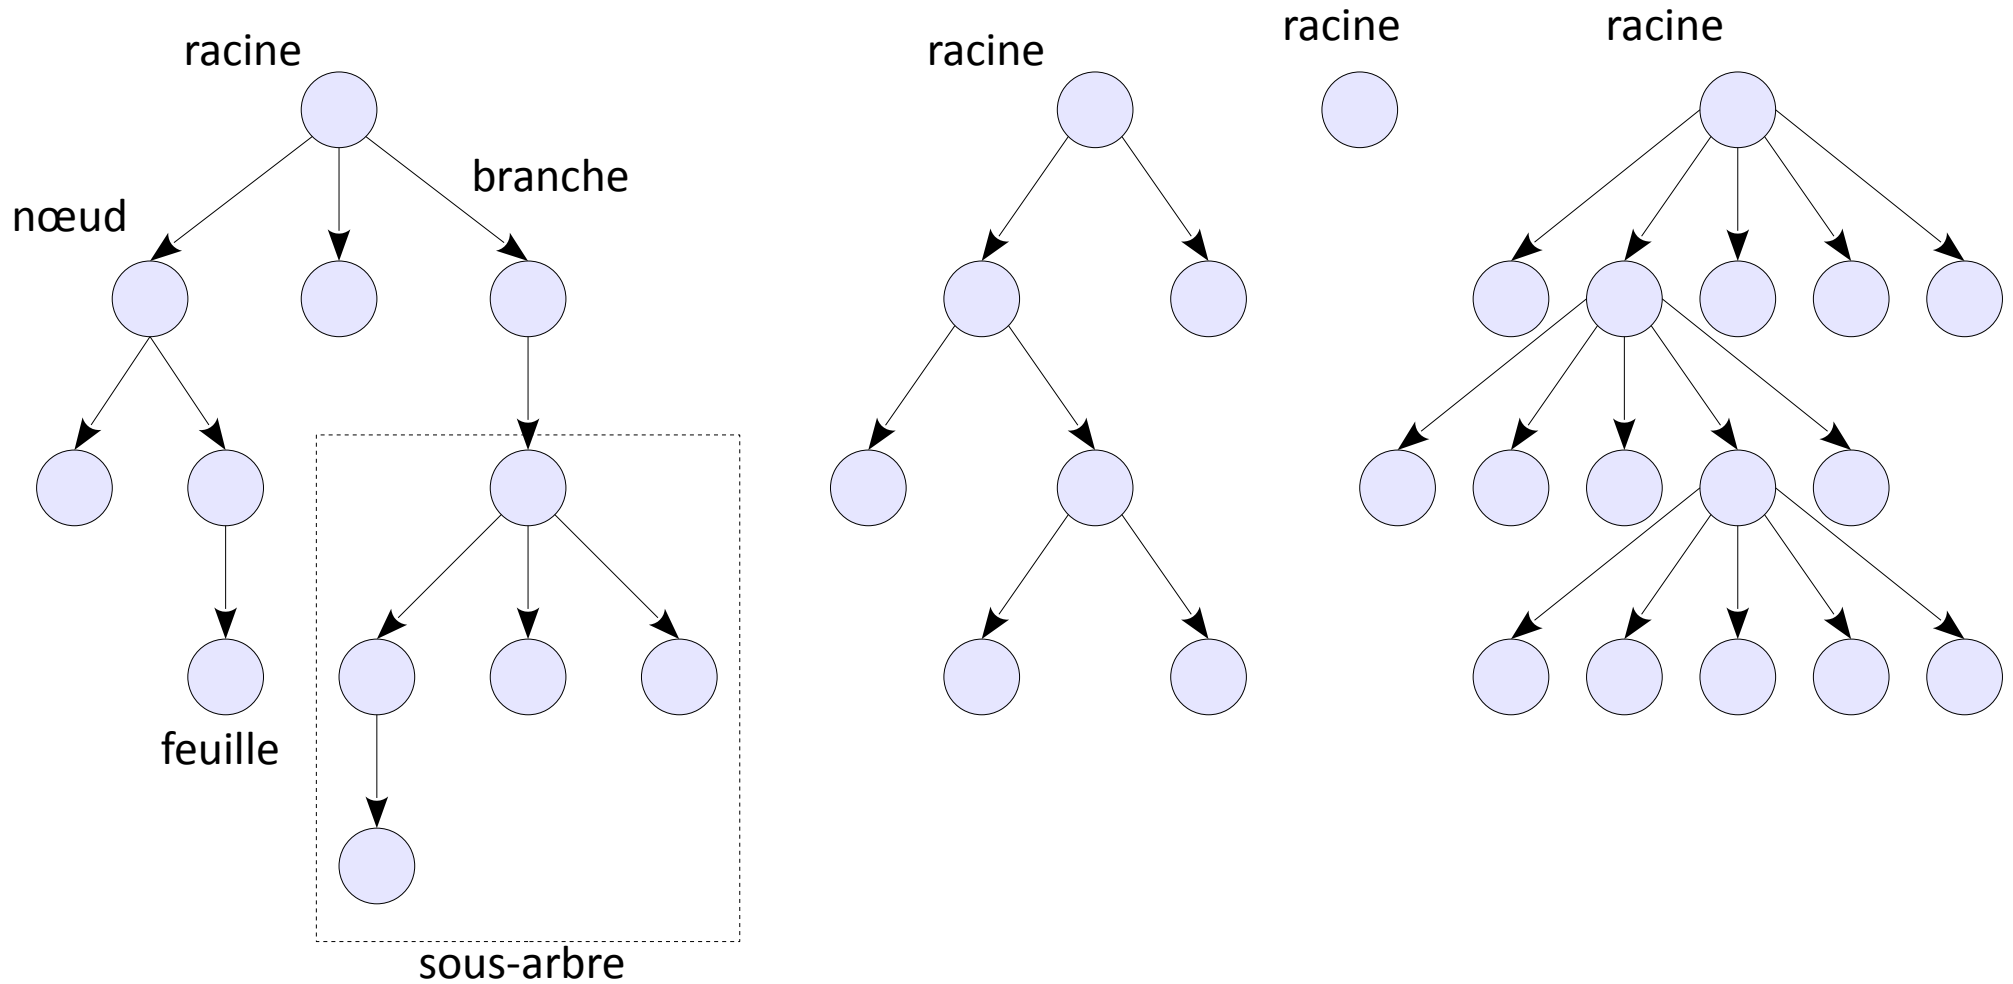 racine
racine
racine
racine
branche
nœud
feuille
sous-arbre